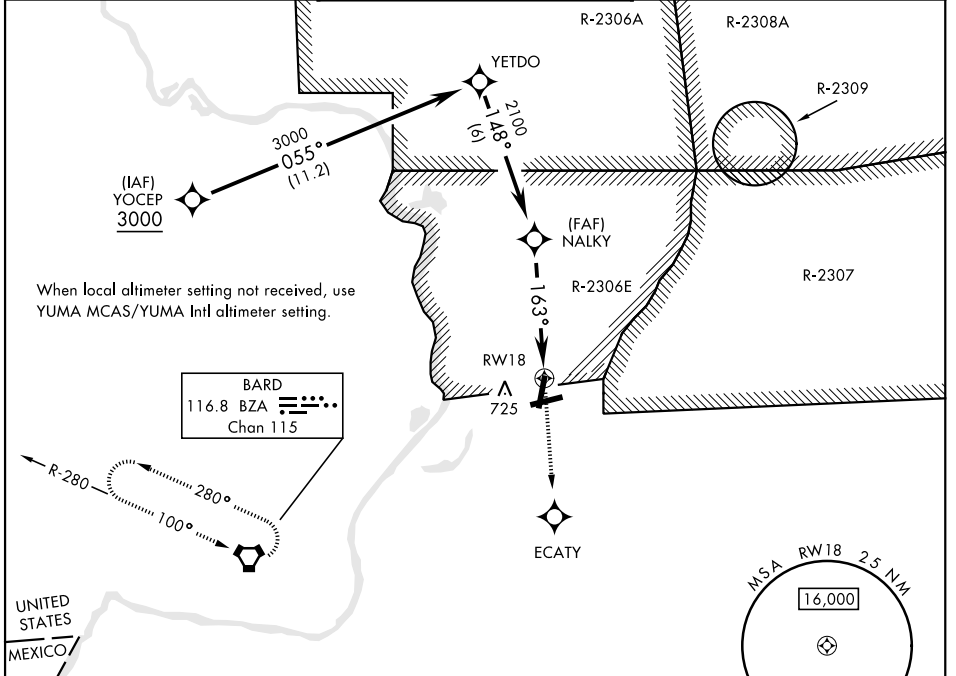 R-2306A
R-2308A
YETDO
R-2309
2100
148°
(6)
3000
055°
(11.2)
(IAF)
YOCEP
3000
(FAF)
NALKY
When local altimeter setting not received, use
YUMA MCAS/YUMA Intl altimeter setting.
R-2306E
R-2307
163°
RW18
725
BARD
116.8 BZA
Chan 115
R-280
280°
100°
ECATY
MSA RW18 25 NM
16,000
UNITED
STATES
MEXICO